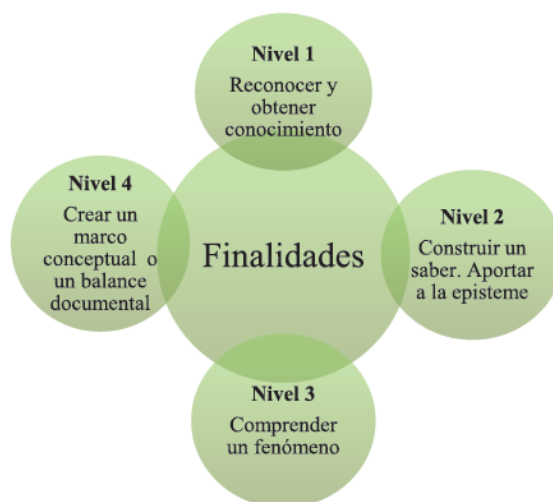 Nivel 1
Reconocer y
obtener
conocimiento
Nivel 4
Crear un
marco
conceptual o
un balance
documental
Finalidades
Nivel 2
Construir un
saber. Aportar
a la episteme
Nivel 3
Comprender
un fenómeno